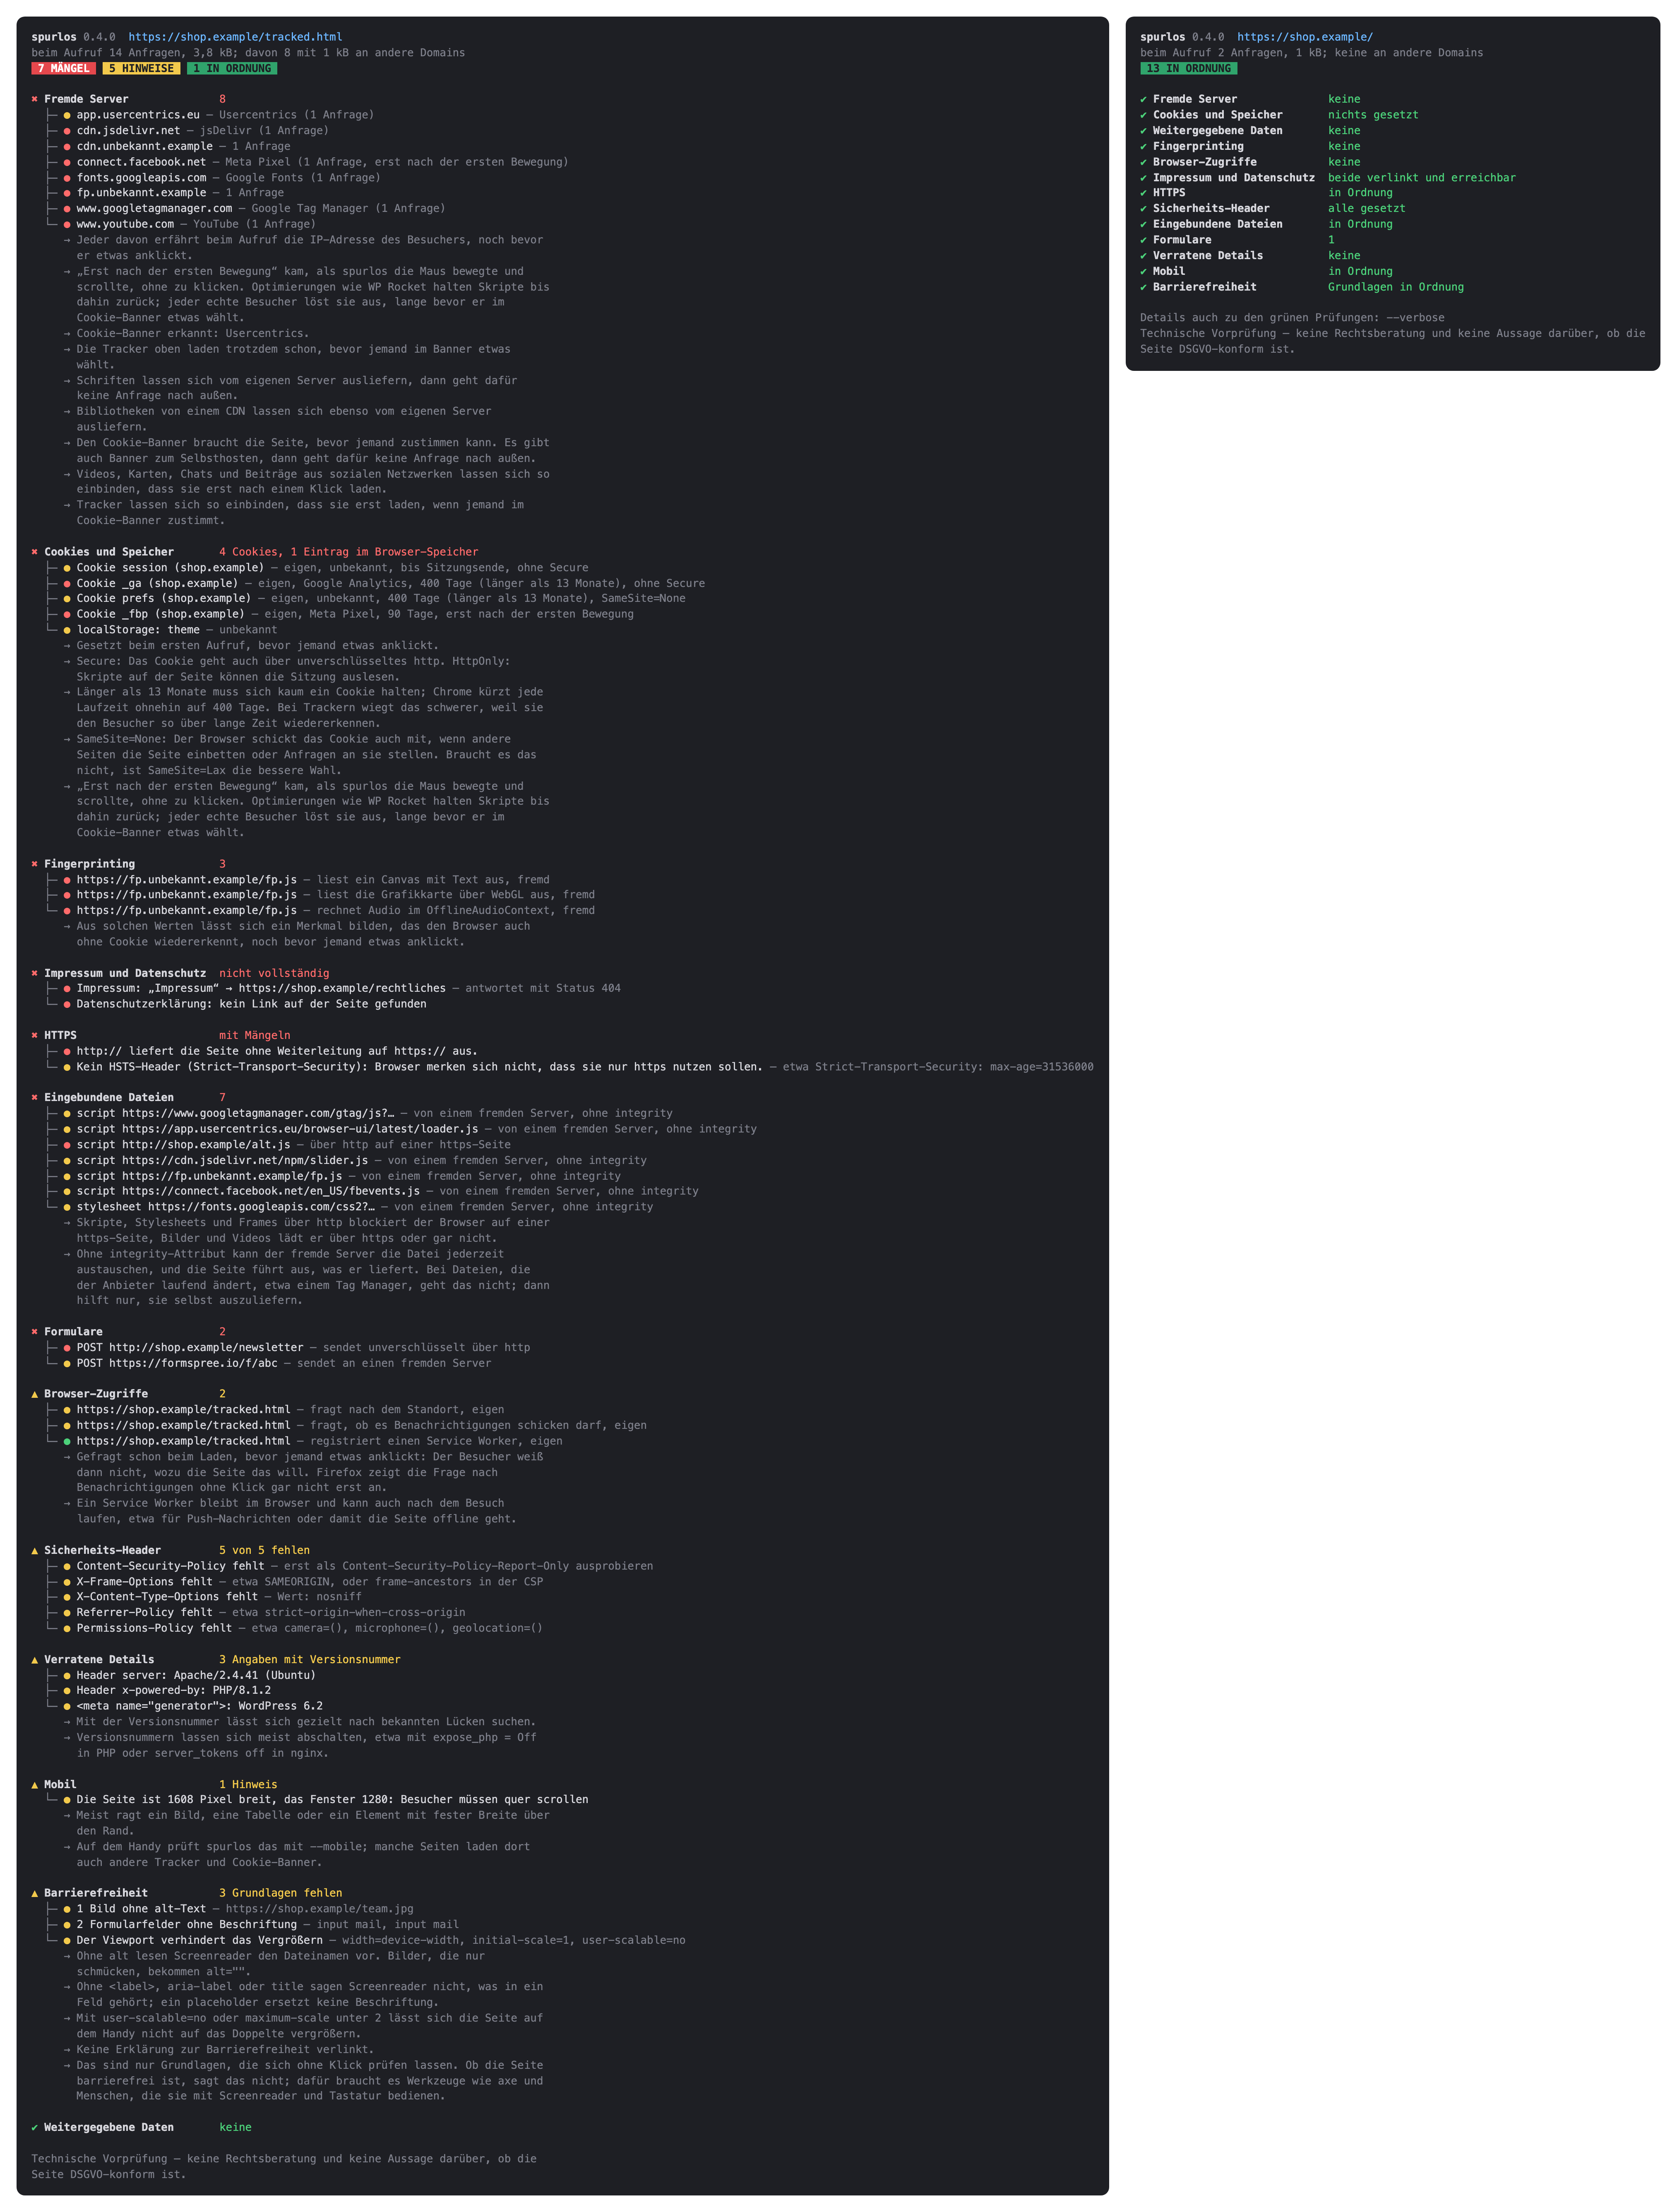 spurlos 0.4.0  https://shop.example/tracked.html
beim Aufruf 14 Anfragen, 3,8 kB; davon 8 mit 1 kB an andere Domains
7 MÄNGEL  5 HINWEISE  1 IN ORDNUNG
✖ Fremde Server  8
├─ ● app.usercentrics.eu — Usercentrics (1 Anfrage)
├─ ● cdn.jsdelivr.net — jsDelivr (1 Anfrage)
├─ ● cdn.unbekannt.example — 1 Anfrage
├─ ● connect.facebook.net — Meta Pixel (1 Anfrage, erst nach der ersten Bewegung)
├─ ● fonts.googleapis.com — Google Fonts (1 Anfrage)
├─ ● fp.unbekannt.example — 1 Anfrage
├─ ● www.googletagmanager.com — Google Tag Manager (1 Anfrage)
└─ ● www.youtube.com — YouTube (1 Anfrage)
→ Jeder davon erfährt beim Aufruf die IP-Adresse des Besuchers, noch bevor
er etwas anklickt.
→ „Erst nach der ersten Bewegung“ kam, als spurlos die Maus bewegte und
scrollte, ohne zu klicken. Optimierungen wie WP Rocket halten Skripte bis
dahin zurück; jeder echte Besucher löst sie aus, lange bevor er im
Cookie-Banner etwas wählt.
→ Cookie-Banner erkannt: Usercentrics.
→ Die Tracker oben laden trotzdem schon, bevor jemand im Banner etwas
wählt.
→ Schriften lassen sich vom eigenen Server ausliefern, dann geht dafür
keine Anfrage nach außen.
→ Bibliotheken von einem CDN lassen sich ebenso vom eigenen Server
ausliefern.
→ Den Cookie-Banner braucht die Seite, bevor jemand zustimmen kann. Es gibt
auch Banner zum Selbsthosten, dann geht dafür keine Anfrage nach außen.
→ Videos, Karten, Chats und Beiträge aus sozialen Netzwerken lassen sich so
einbinden, dass sie erst nach einem Klick laden.
→ Tracker lassen sich so einbinden, dass sie erst laden, wenn jemand im
Cookie-Banner zustimmt.
✖ Cookies und Speicher  4 Cookies, 1 Eintrag im Browser-Speicher
├─ ● Cookie session (shop.example) — eigen, unbekannt, bis Sitzungsende, ohne Secure
├─ ● Cookie _ga (shop.example) — eigen, Google Analytics, 400 Tage (länger als 13 Monate), ohne Secure
├─ ● Cookie prefs (shop.example) — eigen, unbekannt, 400 Tage (länger als 13 Monate), SameSite=None
├─ ● Cookie _fbp (shop.example) — eigen, Meta Pixel, 90 Tage, erst nach der ersten Bewegung
└─ ● localStorage: theme — unbekannt
→ Gesetzt beim ersten Aufruf, bevor jemand etwas anklickt.
→ Secure: Das Cookie geht auch über unverschlüsseltes http. HttpOnly:
Skripte auf der Seite können die Sitzung auslesen.
→ Länger als 13 Monate muss sich kaum ein Cookie halten; Chrome kürzt jede
Laufzeit ohnehin auf 400 Tage. Bei Trackern wiegt das schwerer, weil sie
den Besucher so über lange Zeit wiedererkennen.
→ SameSite=None: Der Browser schickt das Cookie auch mit, wenn andere
Seiten die Seite einbetten oder Anfragen an sie stellen. Braucht es das
nicht, ist SameSite=Lax die bessere Wahl.
→ „Erst nach der ersten Bewegung“ kam, als spurlos die Maus bewegte und
scrollte, ohne zu klicken. Optimierungen wie WP Rocket halten Skripte bis
dahin zurück; jeder echte Besucher löst sie aus, lange bevor er im
Cookie-Banner etwas wählt.
✖ Fingerprinting  3
├─ ● https://fp.unbekannt.example/fp.js — liest ein Canvas mit Text aus, fremd
├─ ● https://fp.unbekannt.example/fp.js — liest die Grafikkarte über WebGL aus, fremd
└─ ● https://fp.unbekannt.example/fp.js — rechnet Audio im OfflineAudioContext, fremd
→ Aus solchen Werten lässt sich ein Merkmal bilden, das den Browser auch
ohne Cookie wiedererkennt, noch bevor jemand etwas anklickt.
✖ Impressum und Datenschutz  nicht vollständig
├─ ● Impressum: „Impressum“ → https://shop.example/rechtliches — antwortet mit Status 404
└─ ● Datenschutzerklärung: kein Link auf der Seite gefunden
✖ HTTPS  mit Mängeln
├─ ● http:// liefert die Seite ohne Weiterleitung auf https:// aus.
└─ ● Kein HSTS-Header (Strict-Transport-Security): Browser merken sich nicht, dass sie nur https nutzen sollen. — etwa Strict-Transport-Security: max-age=31536000
✖ Eingebundene Dateien  7
├─ ● script https://www.googletagmanager.com/gtag/js?… — von einem fremden Server, ohne integrity
├─ ● script https://app.usercentrics.eu/browser-ui/latest/loader.js — von einem fremden Server, ohne integrity
├─ ● script http://shop.example/alt.js — über http auf einer https-Seite
├─ ● script https://cdn.jsdelivr.net/npm/slider.js — von einem fremden Server, ohne integrity
├─ ● script https://fp.unbekannt.example/fp.js — von einem fremden Server, ohne integrity
├─ ● script https://connect.facebook.net/en_US/fbevents.js — von einem fremden Server, ohne integrity
└─ ● stylesheet https://fonts.googleapis.com/css2?… — von einem fremden Server, ohne integrity
→ Skripte, Stylesheets und Frames über http blockiert der Browser auf einer
https-Seite, Bilder und Videos lädt er über https oder gar nicht.
→ Ohne integrity-Attribut kann der fremde Server die Datei jederzeit
austauschen, und die Seite führt aus, was er liefert. Bei Dateien, die
der Anbieter laufend ändert, etwa einem Tag Manager, geht das nicht; dann
hilft nur, sie selbst auszuliefern.
✖ Formulare  2
├─ ● POST http://shop.example/newsletter — sendet unverschlüsselt über http
└─ ● POST https://formspree.io/f/abc — sendet an einen fremden Server
▲ Browser-Zugriffe  2
├─ ● https://shop.example/tracked.html — fragt nach dem Standort, eigen
├─ ● https://shop.example/tracked.html — fragt, ob es Benachrichtigungen schicken darf, eigen
└─ ● https://shop.example/tracked.html — registriert einen Service Worker, eigen
→ Gefragt schon beim Laden, bevor jemand etwas anklickt: Der Besucher weiß
dann nicht, wozu die Seite das will. Firefox zeigt die Frage nach
Benachrichtigungen ohne Klick gar nicht erst an.
→ Ein Service Worker bleibt im Browser und kann auch nach dem Besuch
laufen, etwa für Push-Nachrichten oder damit die Seite offline geht.
▲ Sicherheits-Header  5 von 5 fehlen
├─ ● Content-Security-Policy fehlt — erst als Content-Security-Policy-Report-Only ausprobieren
├─ ● X-Frame-Options fehlt — etwa SAMEORIGIN, oder frame-ancestors in der CSP
├─ ● X-Content-Type-Options fehlt — Wert: nosniff
├─ ● Referrer-Policy fehlt — etwa strict-origin-when-cross-origin
└─ ● Permissions-Policy fehlt — etwa camera=(), microphone=(), geolocation=()
▲ Verratene Details  3 Angaben mit Versionsnummer
├─ ● Header server: Apache/2.4.41 (Ubuntu)
├─ ● Header x-powered-by: PHP/8.1.2
└─ ● <meta name="generator">: WordPress 6.2
→ Mit der Versionsnummer lässt sich gezielt nach bekannten Lücken suchen.
→ Versionsnummern lassen sich meist abschalten, etwa mit expose_php = Off
in PHP oder server_tokens off in nginx.
▲ Mobil  1 Hinweis
└─ ● Die Seite ist 1608 Pixel breit, das Fenster 1280: Besucher müssen quer scrollen
→ Meist ragt ein Bild, eine Tabelle oder ein Element mit fester Breite über
den Rand.
→ Auf dem Handy prüft spurlos das mit --mobile; manche Seiten laden dort
auch andere Tracker und Cookie-Banner.
▲ Barrierefreiheit  3 Grundlagen fehlen
├─ ● 1 Bild ohne alt-Text — https://shop.example/team.jpg
├─ ● 2 Formularfelder ohne Beschriftung — input mail, input mail
└─ ● Der Viewport verhindert das Vergrößern — width=device-width, initial-scale=1, user-scalable=no
→ Ohne alt lesen Screenreader den Dateinamen vor. Bilder, die nur
schmücken, bekommen alt="".
→ Ohne <label>, aria-label oder title sagen Screenreader nicht, was in ein
Feld gehört; ein placeholder ersetzt keine Beschriftung.
→ Mit user-scalable=no oder maximum-scale unter 2 lässt sich die Seite auf
dem Handy nicht auf das Doppelte vergrößern.
→ Keine Erklärung zur Barrierefreiheit verlinkt.
→ Das sind nur Grundlagen, die sich ohne Klick prüfen lassen. Ob die Seite
barrierefrei ist, sagt das nicht; dafür braucht es Werkzeuge wie axe und
Menschen, die sie mit Screenreader und Tastatur bedienen.
✔ Weitergegebene Daten  keine
Technische Vorprüfung — keine Rechtsberatung und keine Aussage darüber, ob die
Seite DSGVO-konform ist.
spurlos 0.4.0  https://shop.example/
beim Aufruf 2 Anfragen, 1 kB; keine an andere Domains
13 IN ORDNUNG
✔ Fremde Server  keine
✔ Cookies und Speicher  nichts gesetzt
✔ Weitergegebene Daten  keine
✔ Fingerprinting  keine
✔ Browser-Zugriffe  keine
✔ Impressum und Datenschutz  beide verlinkt und erreichbar
✔ HTTPS  in Ordnung
✔ Sicherheits-Header  alle gesetzt
✔ Eingebundene Dateien  in Ordnung
✔ Formulare  1
✔ Verratene Details  keine
✔ Mobil  in Ordnung
✔ Barrierefreiheit  Grundlagen in Ordnung
Details auch zu den grünen Prüfungen: --verbose
Technische Vorprüfung — keine Rechtsberatung und keine Aussage darüber, ob die
Seite DSGVO-konform ist.